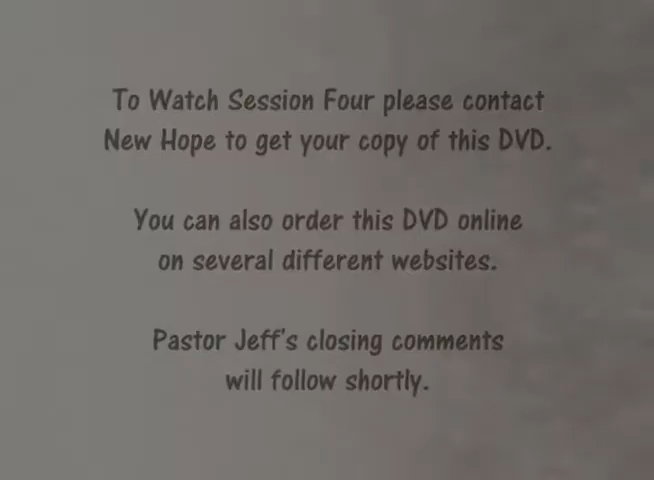 To Watch Session Four please contact
New Hope to get your copy of this DVD.
You can also order this DVD online
on several different websites.
Pastor Jeff's closing comments
will follow shortly.